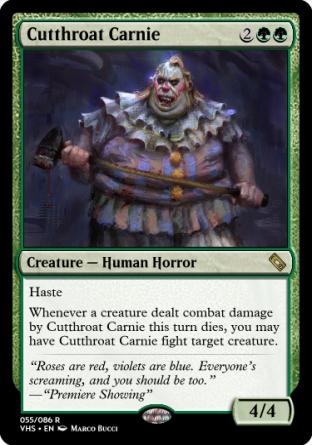 Cutthroat Carnie 2
Creature — Human Horror
Haste
Whenever a creature dealt combat damage
by Cutthroat Carnie this turn dies, you may
have Cutthroat Carnie fight target creature.
“Roses are red, violets are blue. Everyone’s
screaming, and you should be too.”
—“Premiere Showing”
4/4
055/086 R
VHS • EN Marco Bucci